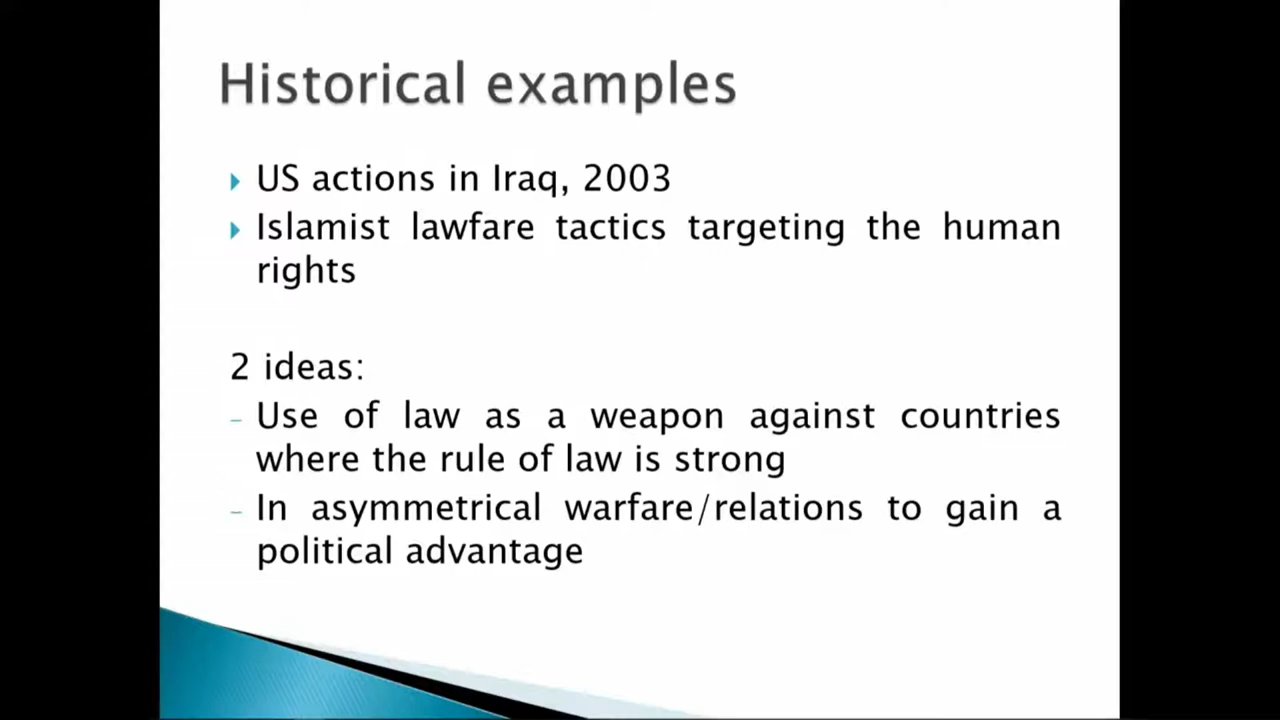 Historical examples
US actions in Iraq, 2003
Islamist lawfare tactics targeting the human
rights
2 ideas:
- Use of law as a weapon against countries
where the rule of law is strong
- In asymmetrical warfare/relations to gain a
political advantage